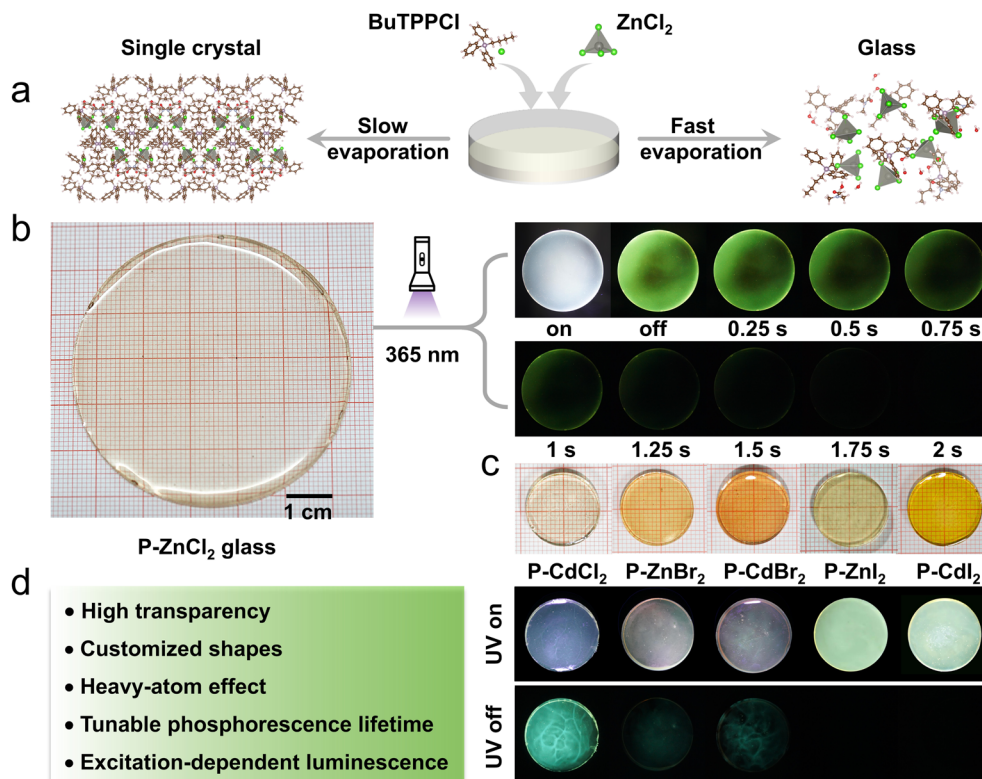 a
Single crystal
BuTPPCl
ZnCl₂
Glass
Slow
evaporation
Fast
evaporation
b
1 cm
P-ZnCl₂ glass
365 nm
on off 0.25 s 0.5 s 0.75 s
1 s 1.25 s 1.5 s 1.75 s 2 s
c
P-CdCl₂ P-ZnBr₂ P-CdBr₂ P-ZnI₂ P-CdI₂
UV on
UV off
d
• High transparency
• Customized shapes
• Heavy-atom effect
• Tunable phosphorescence lifetime
• Excitation-dependent luminescence